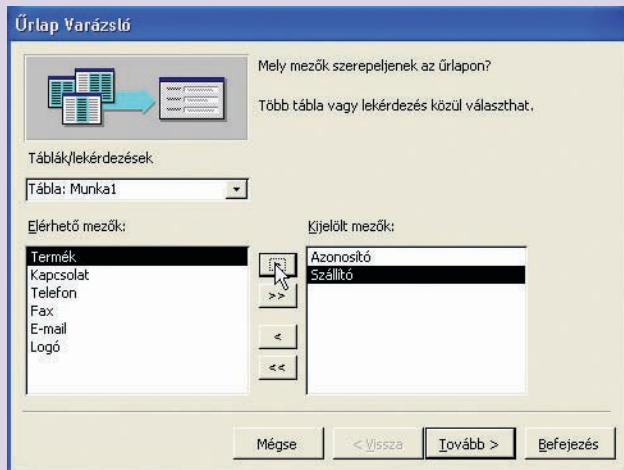 Űrlap Varázsló
Mely mezők szerepeljenek az űrlapon?
Több tábla vagy lekérdezés közül választhat.
Táblák/lekérdezések
Tábla: Munka1
Elérhető mezők:
Kijelölt mezők:
Termék
Kapcsolat
Telefon
Fax
E-mail
Logó
>>
<
<<
Azonosító
Szállító
Mégse
< Vissza
Tovább >
Befejezés